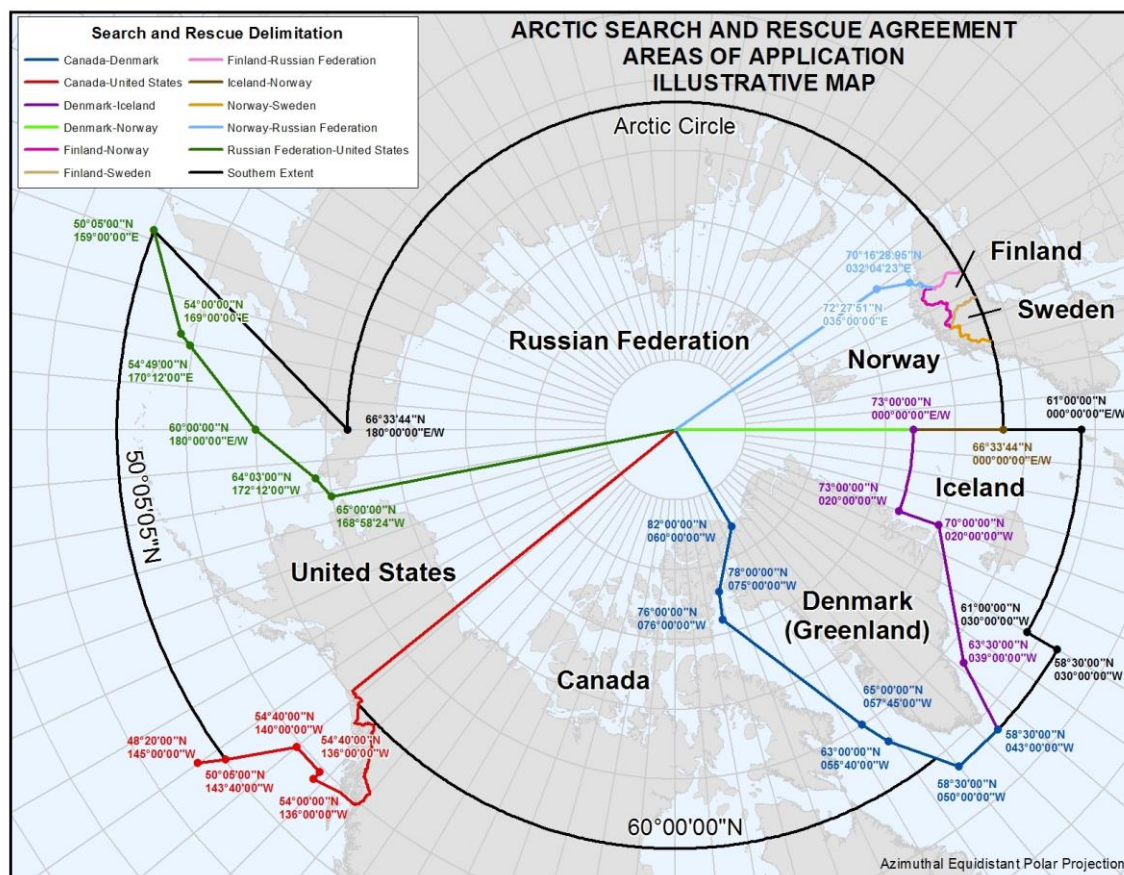 ARCTIC SEARCH AND RESCUE AGREEMENT
AREAS OF APPLICATION
ILLUSTRATIVE MAP
Search and Rescue Delimitation
Canada-Denmark
Canada-United States
Denmark-Iceland
Denmark-Norway
Finland-Norway
Finland-Sweden
Finland-Russian Federation
Iceland-Norway
Norway-Sweden
Norway-Russian Federation
Russian Federation-United States
Southern Extent
Arctic Circle
50°05'00"N
159°00'00"E
54°00'00"N
169°00'00"E
54°49'00"N
170°12'00"E
60°00'00"N
180°00'00"E/W
64°03'00"N
172°12'00"W
65°00'00"N
168°58'24"W
66°33'44"N
180°00'00"E/W
50°05'05"N
70°16'28.95"N
032°04'23"E
72°27'51"N
035°00'00"E
Finland
Sweden
Norway
Russian Federation
73°00'00"N
000°00'00"E/W
61°00'00"N
000°00'00"E/W
66°33'44"N
000°00'00"E/W
Iceland
73°00'00"N
020°00'00"W
70°00'00"N
020°00'00"W
82°00'00"N
060°00'00"W
78°00'00"N
075°00'00"W
76°00'00"N
076°00'00"W
United States
Denmark
(Greenland)
Canada
61°00'00"N
030°00'00"W
63°30'00"N
039°00'00"W
58°30'00"N
030°00'00"W
65°00'00"N
057°45'00"W
63°00'00"N
055°40'00"W
58°30'00"N
043°00'00"W
58°30'00"N
050°00'00"W
54°40'00"N
140°00'00"W
54°40'00"N
136°00'00"W
48°20'00"N
145°00'00"W
50°05'00"N
143°40'00"W
54°00'00"N
136°00'00"W
60°00'00"N
Azimuthal Equidistant Polar Projection